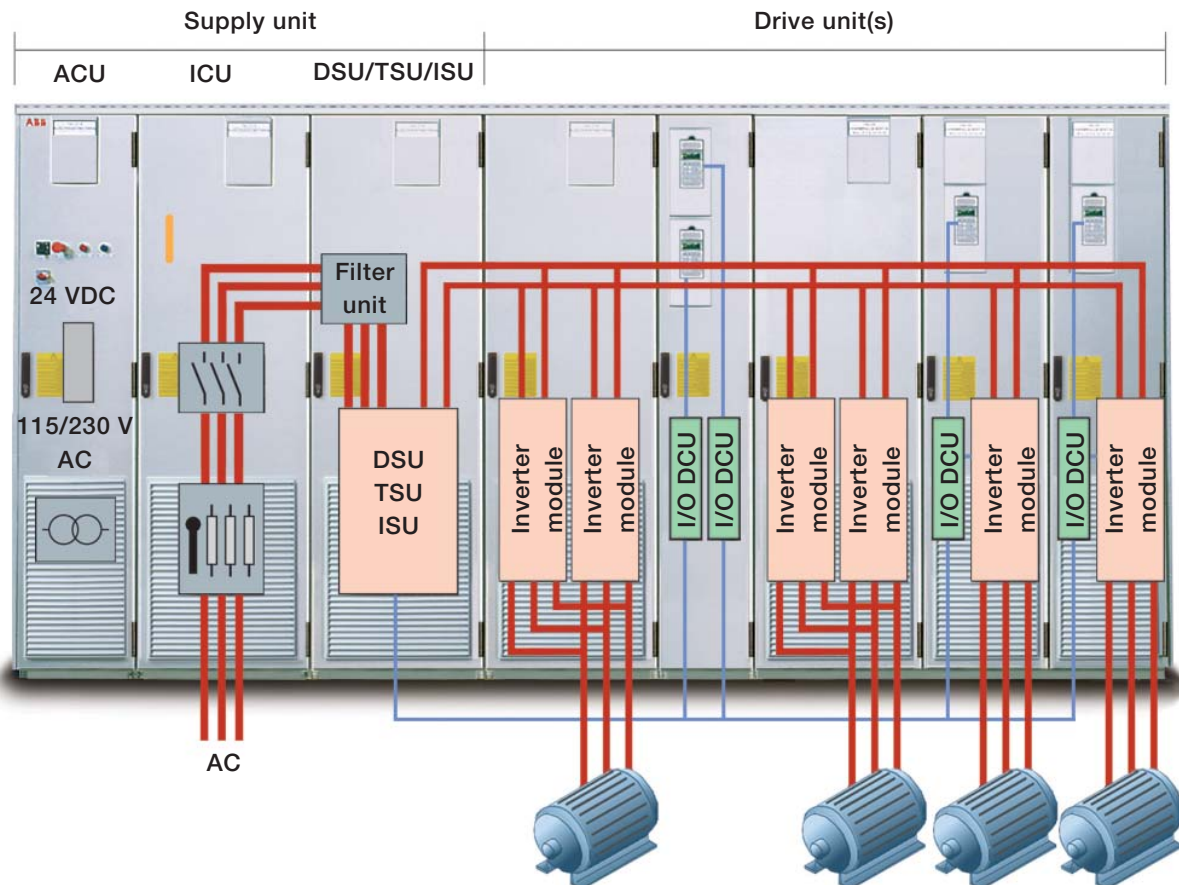 Supply unit
Drive unit(s)
ACU
ICU
DSU/TSU/ISU
ABB
24 VDC
115/230 V
AC
Filter
unit
DSU
TSU
ISU
Inverter
module
Inverter
module
I/O DCU
I/O DCU
Inverter
module
Inverter
module
I/O DCU
Inverter
module
I/O DCU
Inverter
module
AC